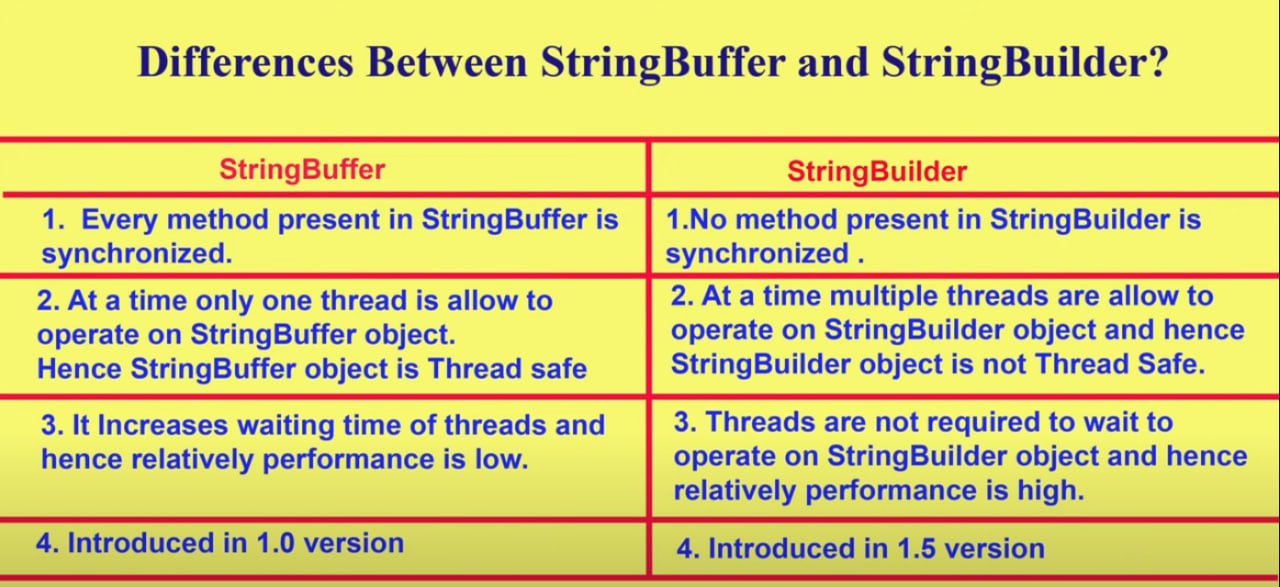 Differences Between StringBuffer and StringBuilder?
StringBuffer
StringBuilder
1. Every method present in StringBuffer is
synchronized.
1.No method present in StringBuilder is
synchronized .
2. At a time only one thread is allow to
operate on StringBuffer object.
Hence StringBuffer object is Thread safe
2. At a time multiple threads are allow to
operate on StringBuilder object and hence
StringBuilder object is not Thread Safe.
3. It Increases waiting time of threads and
hence relatively performance is low.
3. Threads are not required to wait to
operate on StringBuilder object and hence
relatively performance is high.
4. Introduced in 1.0 version
4. Introduced in 1.5 version